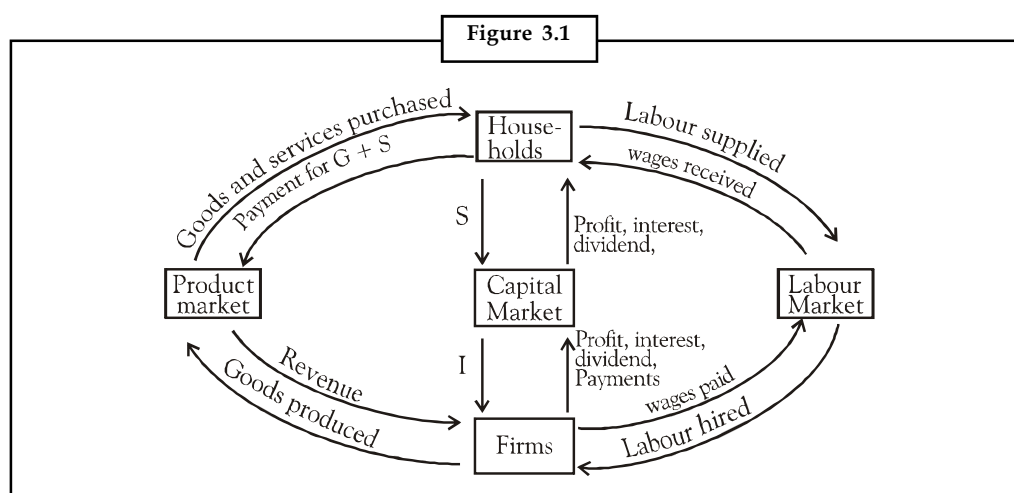 Figure 3.1
Goods and services purchased
Payment for G + S
House-
holds
Labour supplied
wages received
S
Profit, interest,
dividend,
Product
market
Capital
Market
Labour
Market
Revenue
Goods produced
I
Profit, interest,
dividend,
Payments
wages paid
Labour hired
Firms